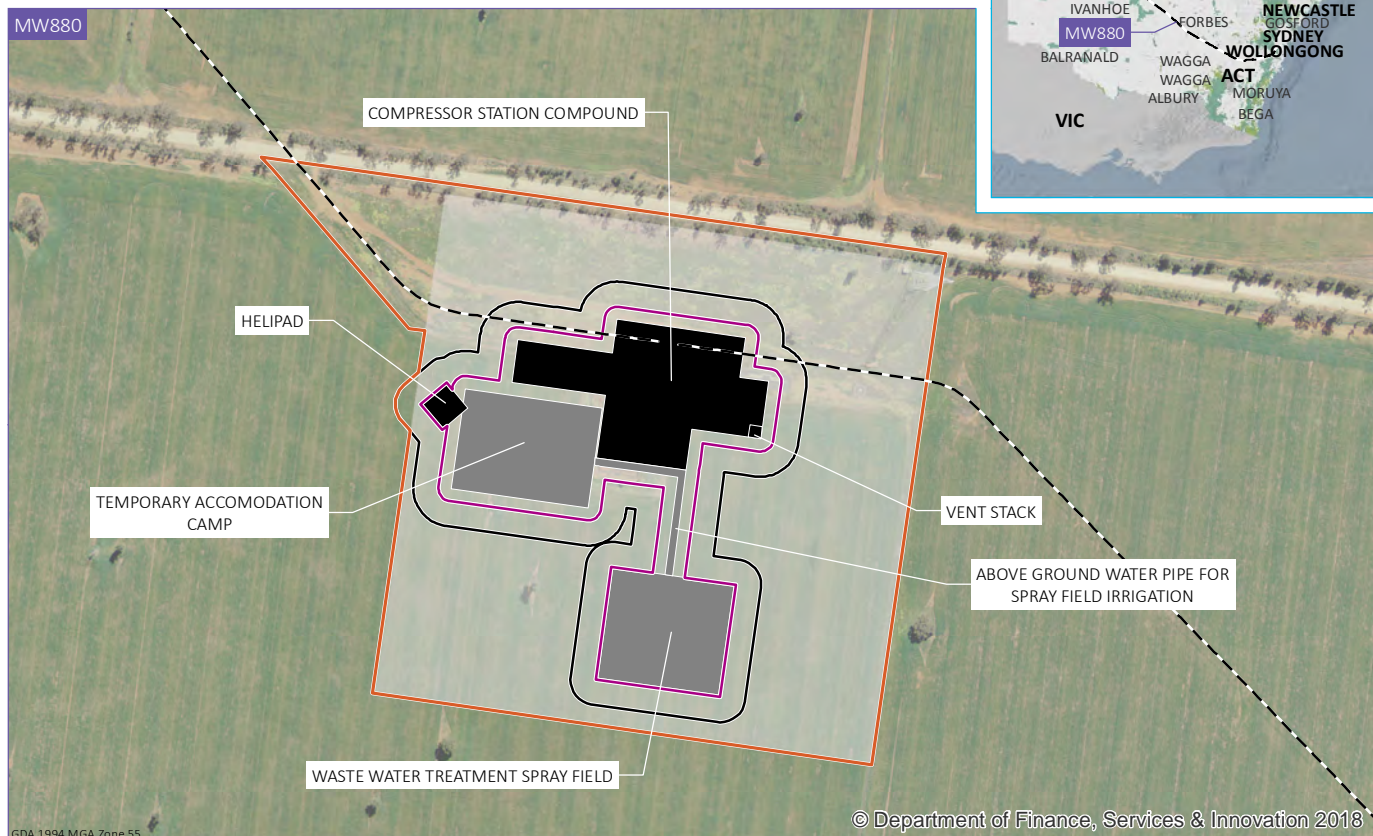 MW880
IVANHOE
NEWCASTLE
FORBES
GOSFORD
MW880
SYDNEY
WOLLONGONG
BALRANALD
WAGGA
WAGGA
ACT
ALBURY
MORUYA
BEGA
VIC
COMPRESSOR STATION COMPOUND
HELIPAD
TEMPORARY ACCOMODATION
CAMP
VENT STACK
ABOVE GROUND WATER PIPE FOR
SPRAY FIELD IRRIGATION
WASTE WATER TREATMENT SPRAY FIELD
© Department of Finance, Services & Innovation 2018
GDA 1994 MGA Zone 55